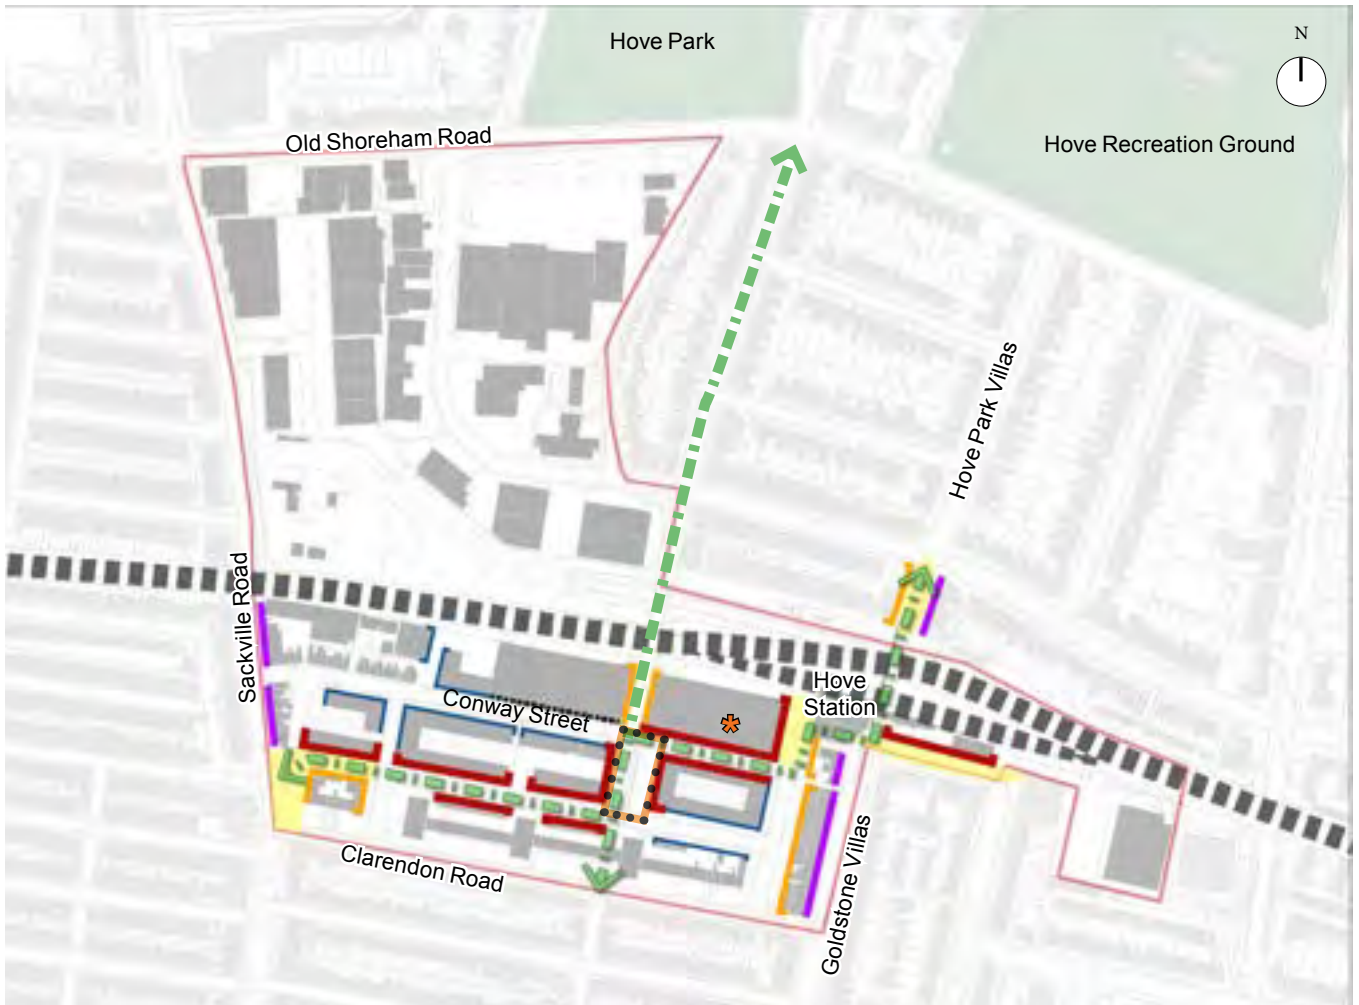 Hove Park
N
Old Shoreham Road
Hove Recreation Ground
Hove Park Villas
Sackville Road
Hove
Station
Conway Street
Clarendon Road
Goldstone Villas